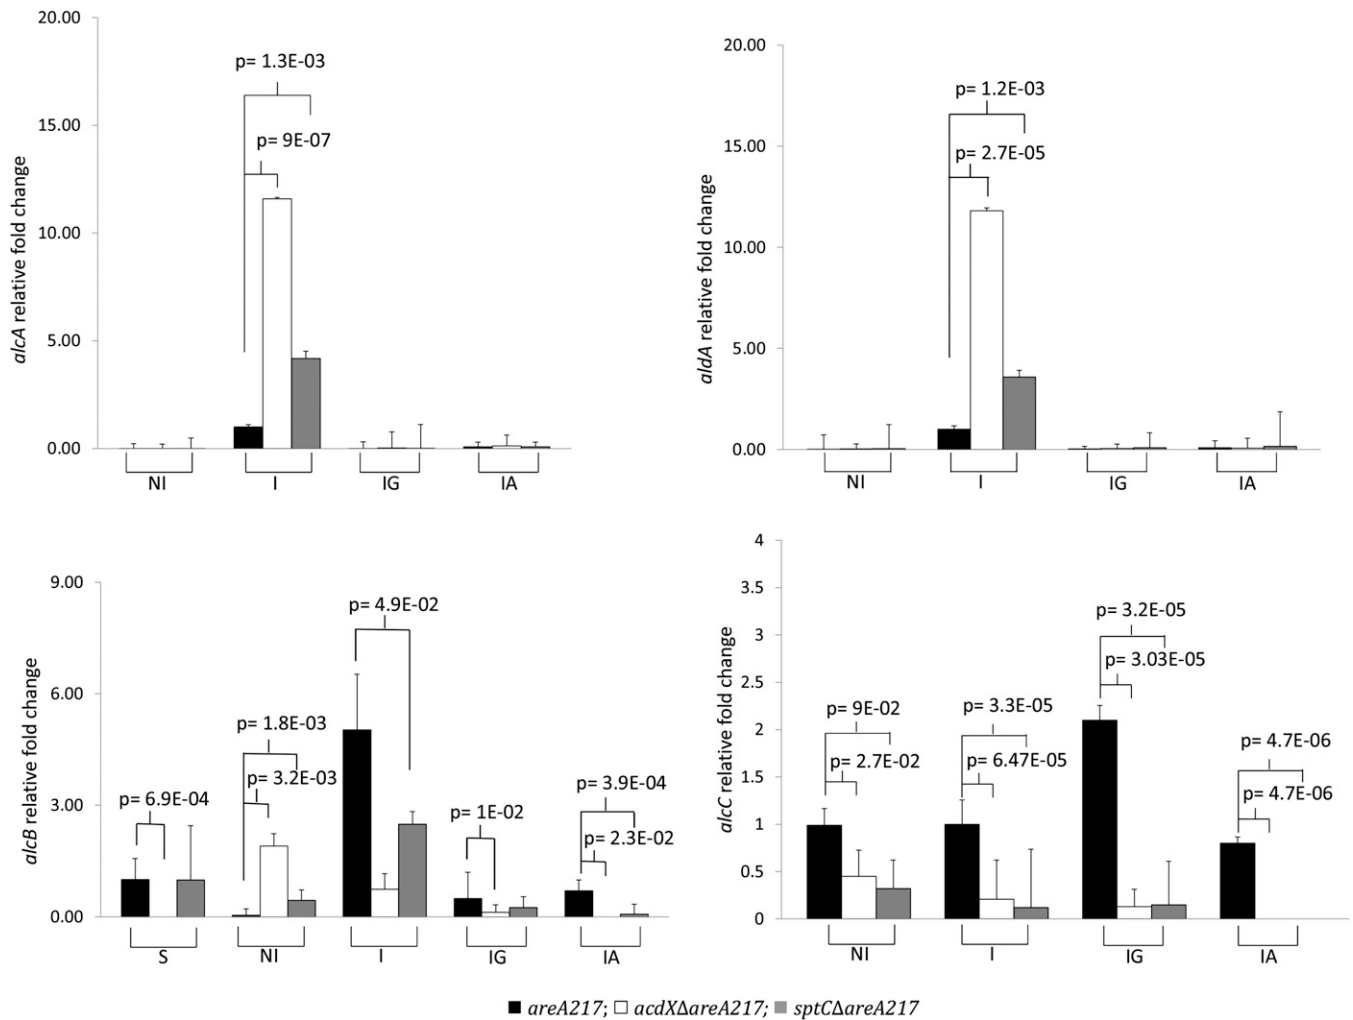 20.00
15.00
10.00
5.00
0.00
alcA relative fold change
p= 1.3E-03
p= 9E-07
NI I IG IA
20.00
15.00
10.00
5.00
0.00
aldA relative fold change
p= 1.2E-03
p= 2.7E-05
NI I IG IA
9.00
6.00
3.00
0.00
alcB relative fold change
p= 6.9E-04
p= 1.8E-03
p= 3.2E-03
p= 4.9E-02
p= 1E-02
p= 3.9E-04
p= 2.3E-02
S NI I IG IA
4
3.5
3
2.5
2
1.5
1
0.5
0
alcC relative fold change
p= 9E-02
p= 2.7E-02
p= 3.3E-05
p= 6.47E-05
p= 3.2E-05
p= 3.03E-05
p= 4.7E-06
p= 4.7E-06
NI I IG IA
areA217; acdXΔareA217; sptCΔareA217